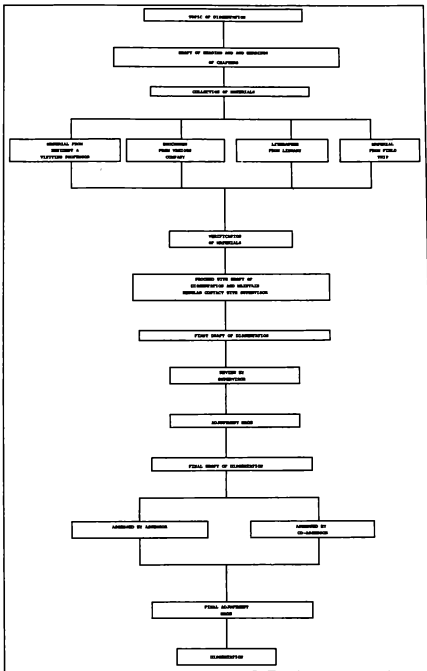 TOPIC OF DISSERTATION
DRAFT OF HEADING AND SUB HEADINGS
OF CHAPTERS
COLLECTION OF MATERIALS
MATERIAL FROM
VISITING PROFESSOR
BROCHURES
FROM VARIOUS
COMPANY
LITERATURE
FROM LIBRARY
MATERIAL
FROM FIELD
TRIP
VERIFICATION
OF MATERIALS
PROCEED WITH DRAFT OF
DISSERTATION AND MAINTAIN
REGULAR CONTACT WITH SUPERVISOR
FIRST DRAFT OF DISSERTATION
REVIEW BY
SUPERVISOR
ADJUSTMENT MADE
FINAL DRAFT OF DISSERTATION
ASSESSED BY ASSESSOR
ASSESSED BY
CO-ASSESSOR
FINAL ADJUSTMENT
MADE
DISSERTATION